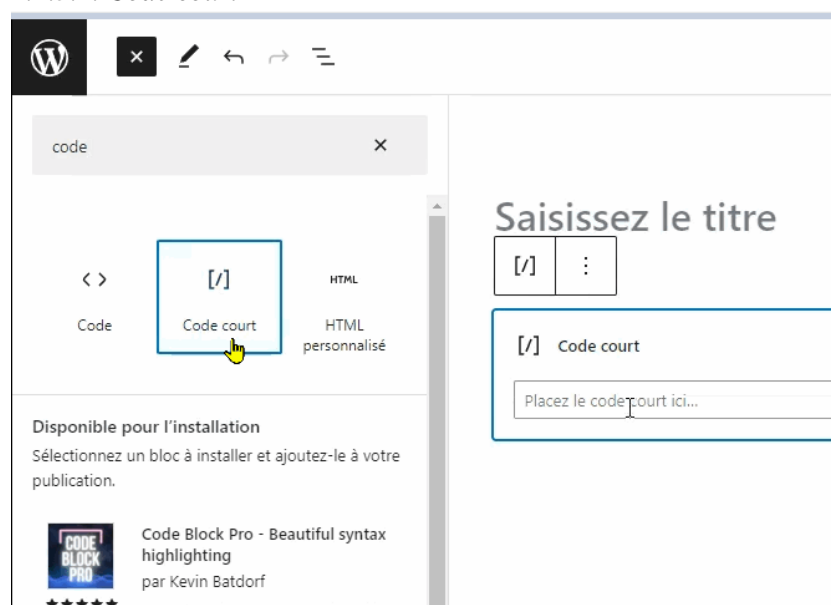 code
Code
[/]
Code court
HTML
HTML
personnalisé
Disponible pour l'installation
Sélectionnez un bloc à installer et ajoutez-le à votre
publication.
CODE
BLOCK
PRO
Code Block Pro - Beautiful syntax
highlighting
par Kevin Batdorf
Saisissez le titre
[/]
[/] Code court
Placez le code court ici...